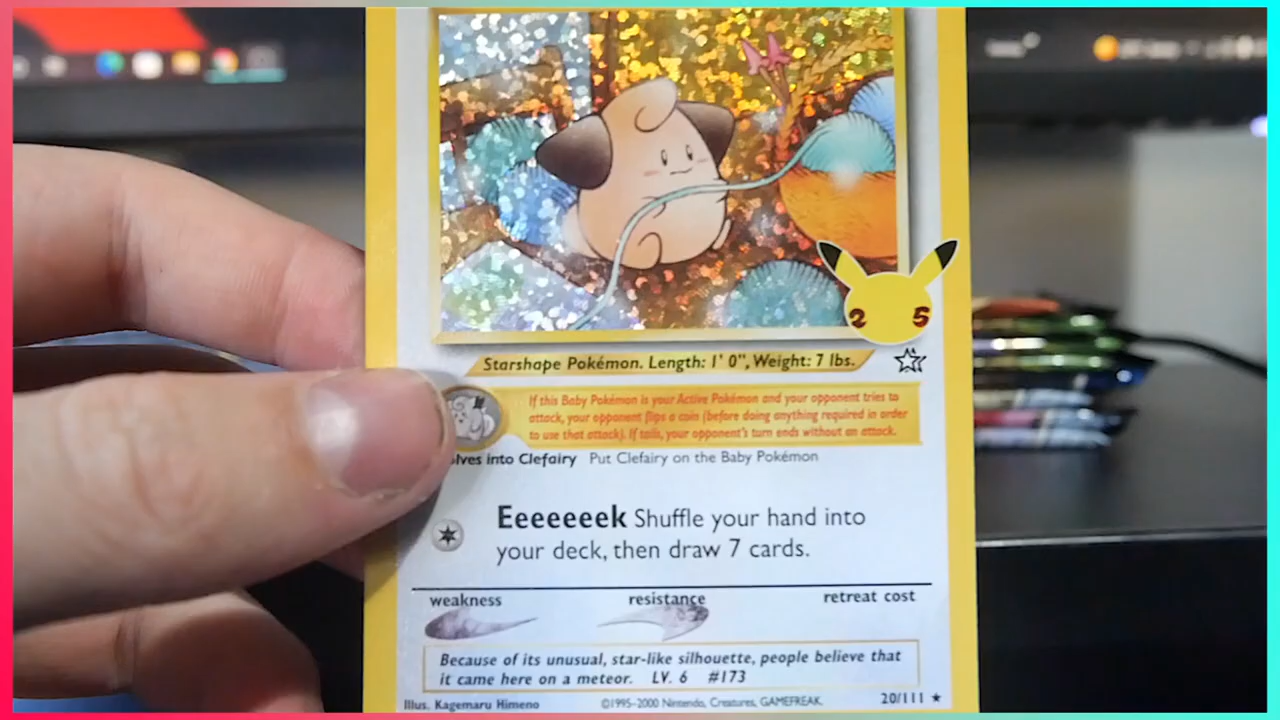 2 5
Starshape Pokémon. Length: 1' 0", Weight: 7 lbs.
If this Baby Pokémon is your Active Pokémon and your opponent tries to
attack, your opponent flips a coin (before doing anything required in order
to use that attack). If tails, your opponent's turn ends without an attack.
olves into Clefairy Put Clefairy on the Baby Pokémon
Eeeeeeek Shuffle your hand into
your deck, then draw 7 cards.
weakness resistance retreat cost
Because of its unusual, star-like silhouette, people believe that
it came here on a meteor. LV. 6 #173
Illus. Kagemaru Himeno ©1995-2000 Nintendo, Creatures, GAMEFREAK. 20/111 ★